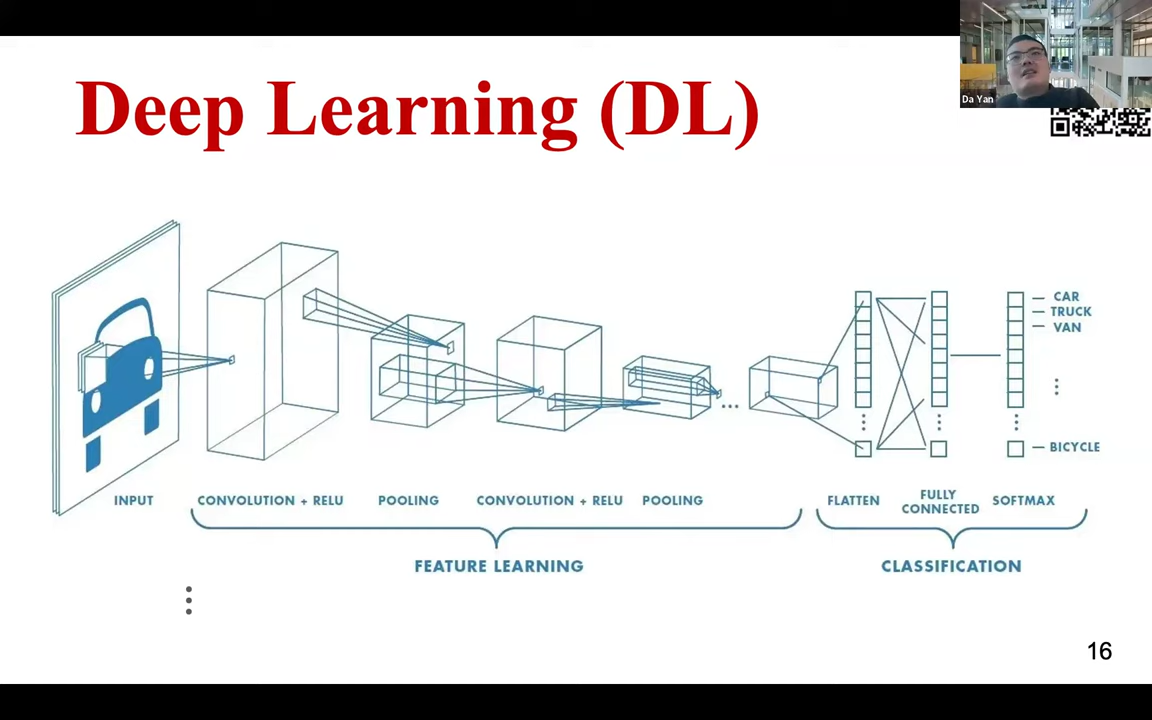 Deep Learning (DL)
Da Yan
CAR
TRUCK
VAN
BICYCLE
INPUT
CONVOLUTION + RELU
POOLING
CONVOLUTION + RELU
POOLING
FLATTEN
FULLY
CONNECTED
SOFTMAX
FEATURE LEARNING
CLASSIFICATION
16